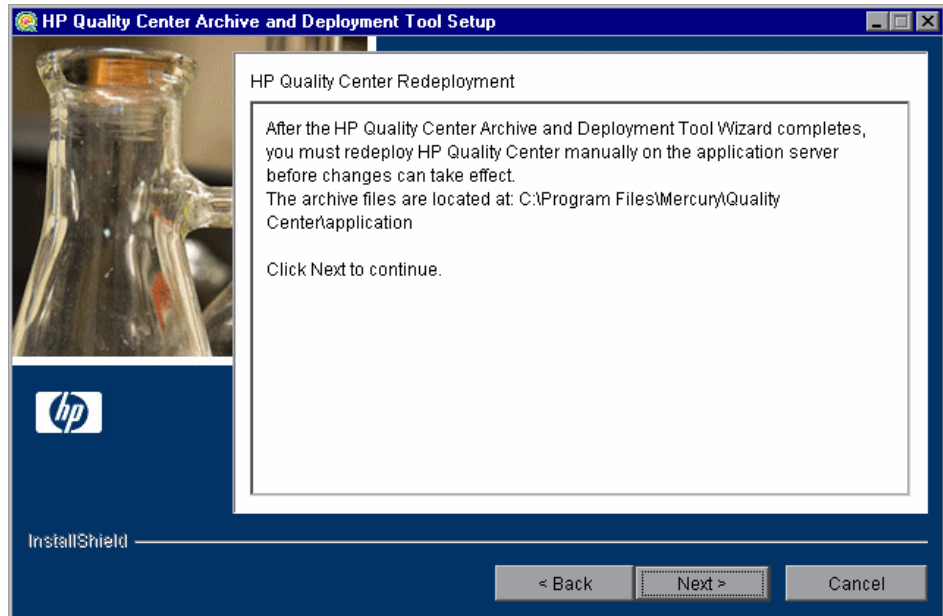 HP Quality Center Archive and Deployment Tool Setup
HP Quality Center Redeployment
After the HP Quality Center Archive and Deployment Tool Wizard completes,
you must redeploy HP Quality Center manually on the application server
before changes can take effect.
The archive files are located at: C:\Program Files\Mercury\Quality
Center\application
Click Next to continue.
hp
InstallShield
< Back
Next >
Cancel